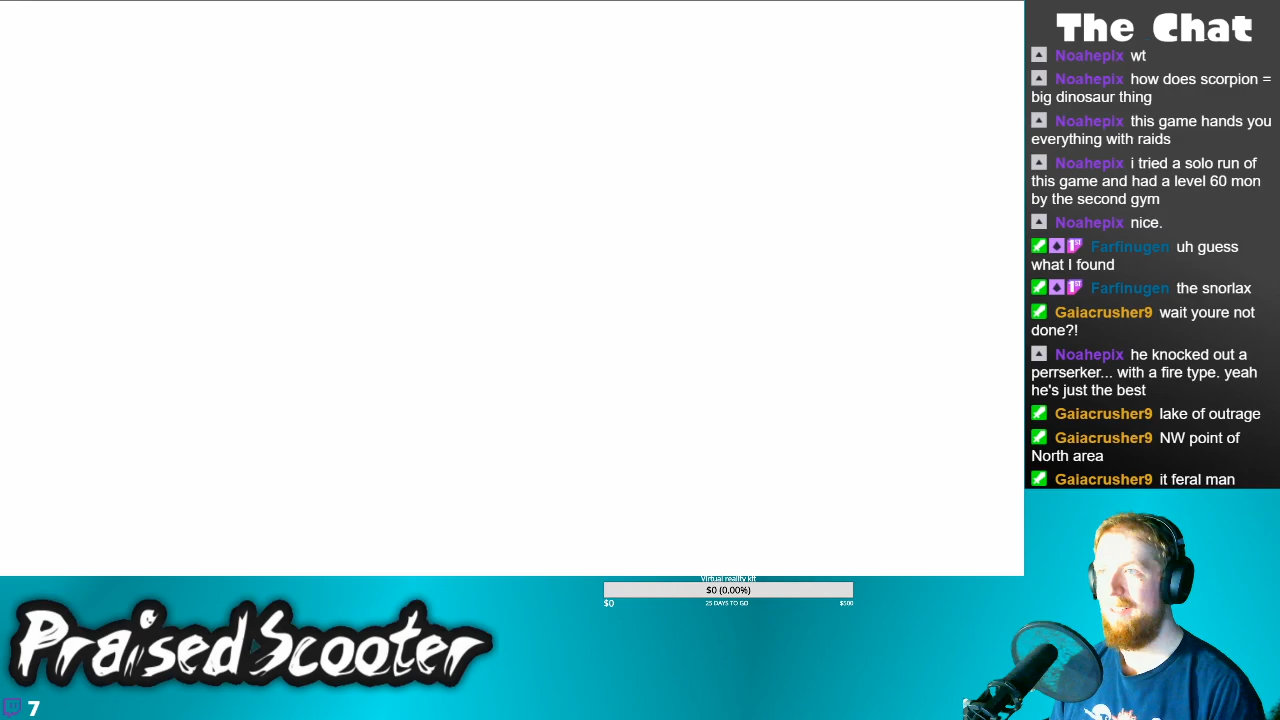 The Chat
Noahepix wt
Noahepix how does scorpion =
big dinosaur thing
Noahepix this game hands you
everything with raids
Noahepix i tried a solo run of
this game and had a level 60 mon
by the second gym
Noahepix nice.
1ST Farfinugen uh guess
what I found
1ST Farfinugen the snorlax
Gaiacrusher9 wait youre not
done?!
Noahepix he knocked out a
perrserker... with a fire type. yeah
he's just the best
Gaiacrusher9 lake of outrage
Gaiacrusher9 NW point of
North area
Gaiacrusher9 it feral man
Virtual reality kit
$0 (0.00%)
$0 25 DAYS TO GO $500
PraisedScooter
7